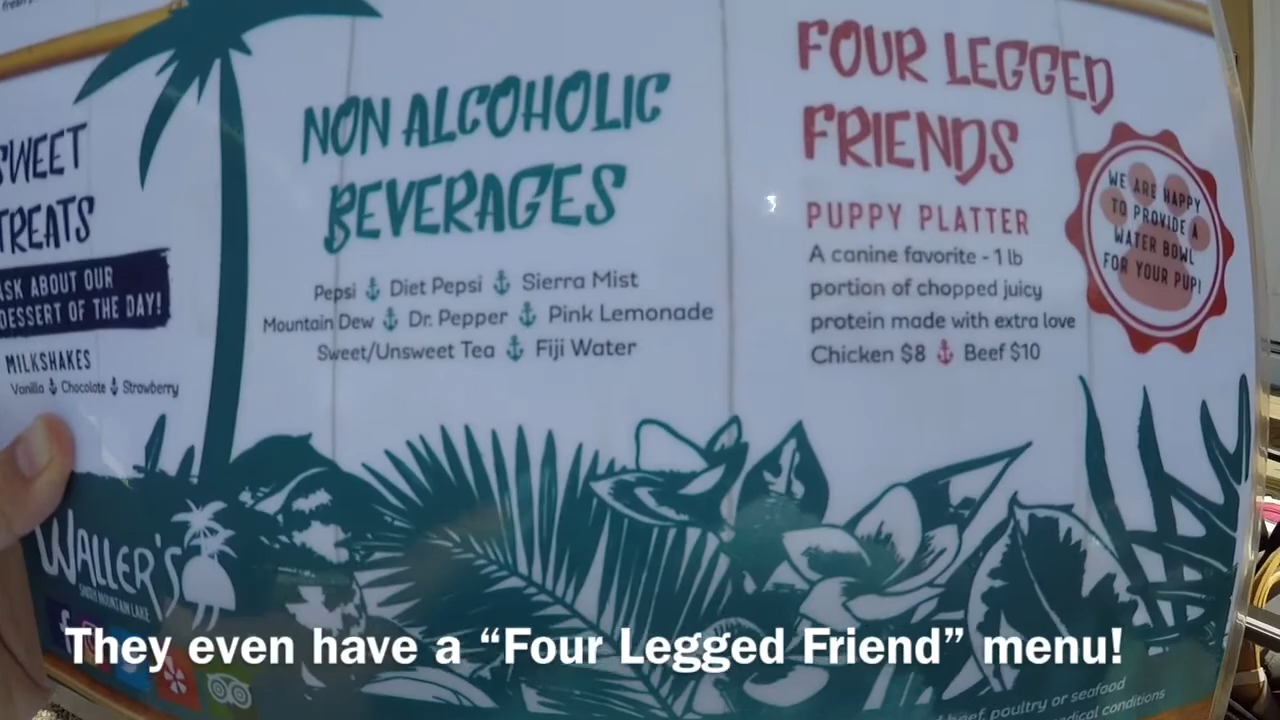 SWEET
TREATS
ASK ABOUT OUR
DESSERT OF THE DAY!
MILKSHAKES
Vanilla ⚓ Chocolate ⚓ Strawberry
NON ALCOHOLIC
BEVERAGES
Pepsi ⚓ Diet Pepsi ⚓ Sierra Mist
Mountain Dew ⚓ Dr. Pepper ⚓ Pink Lemonade
Sweet/Unsweet Tea ⚓ Fiji Water
FOUR LEGGED
FRIENDS
PUPPY PLATTER
A canine favorite - 1 lb
portion of chopped juicy
protein made with extra love
Chicken $8 ⚓ Beef $10
WE ARE HAPPY
TO PROVIDE A
WATER BOWL
FOR YOUR PUP!
WALLER'S
SMITH MOUNTAIN LAKE
They even have a “Four Legged Friend” menu!
beef, poultry or seafood
medical conditions